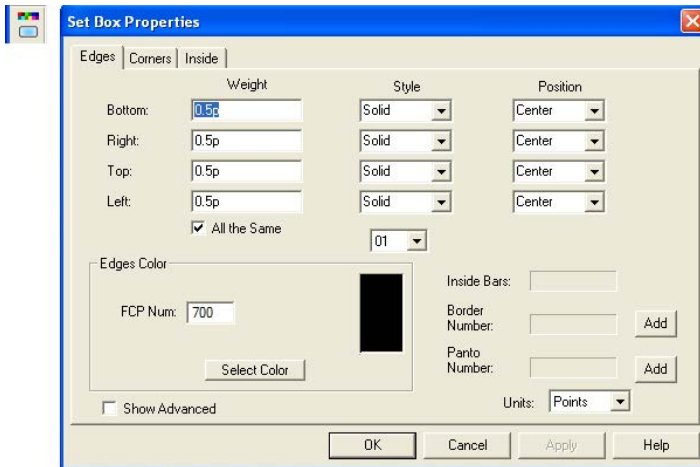 Set Box Properties
Edges Corners Inside
Weight Style Position
Bottom: 0.5p Solid Center
Right: 0.5p Solid Center
Top: 0.5p Solid Center
Left: 0.5p Solid Center
All the Same
01
Edges Color
Inside Bars:
FCP Num: 700
Border
Number: Add
Panto
Number: Add
Select Color
Units: Points
Show Advanced
OK Cancel Apply Help